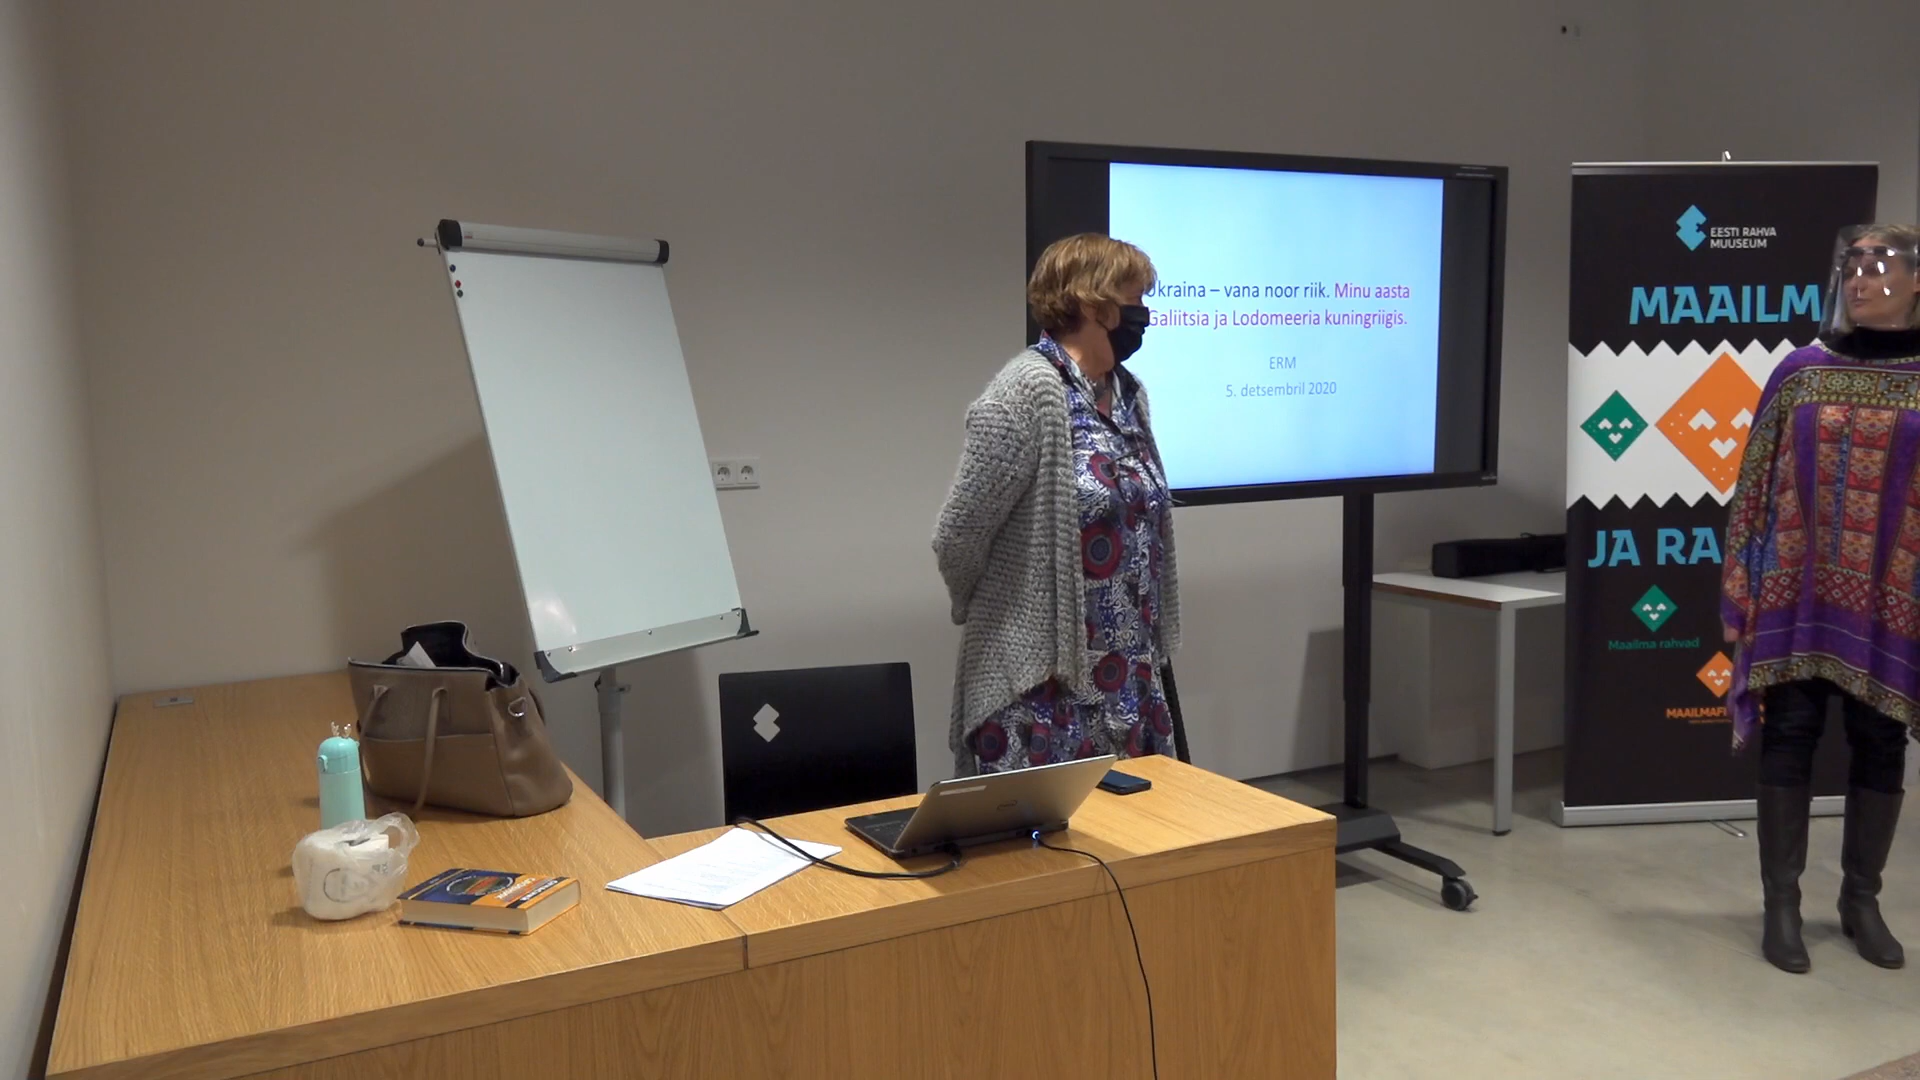 Ukraina – vana noor riik. Minu aasta
Galiitsia ja Lodomeeria kuningriigis.
ERM
5. detsembril 2020
EESTI RAHVA
MUUSEUM
MAAILM
JA RA
Maailma rahvad
MAAILMAFI